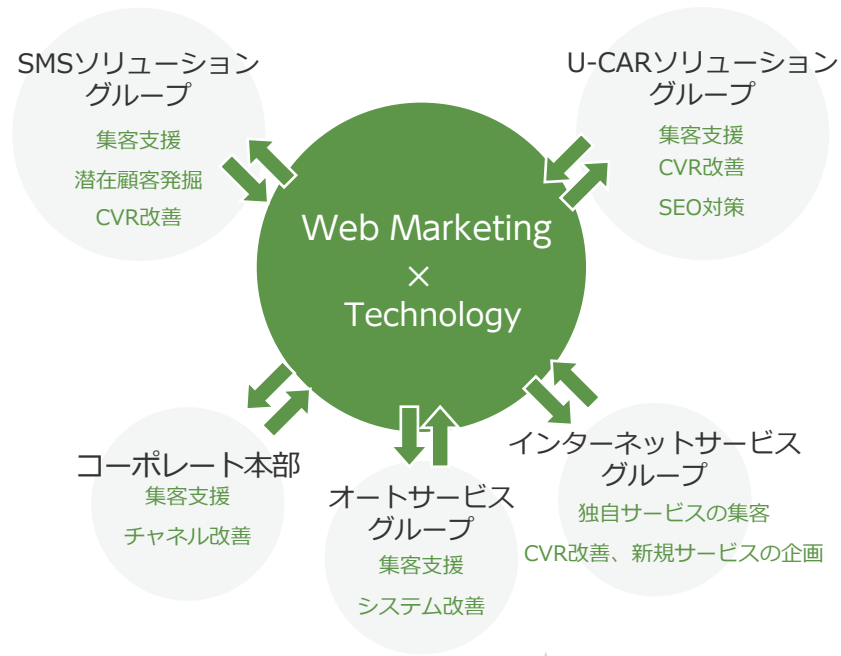 SMSソリューション
グループ
集客支援
潜在顧客発掘
CVR改善
U-CARソリューション
グループ
集客支援
CVR改善
SEO対策
Web Marketing
×
Technology
コーポレート本部
集客支援
チャネル改善
オートサービス
グループ
集客支援
システム改善
インターネットサービス
グループ
独自サービスの集客
CVR改善、新規サービスの企画